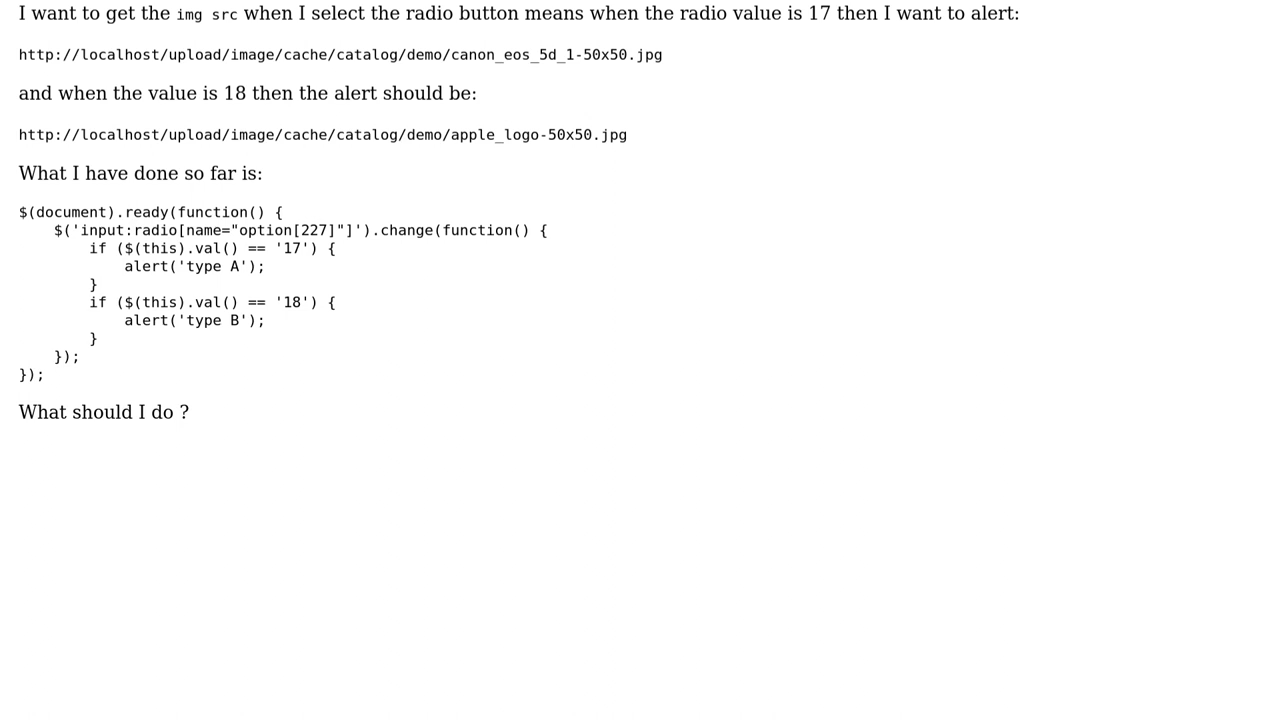 I want to get the img src when I select the radio button means when the radio value is 17 then I want to alert:
http://localhost/upload/image/cache/catalog/demo/canon_eos_5d_1-50x50.jpg
and when the value is 18 then the alert should be:
http://localhost/upload/image/cache/catalog/demo/apple_logo-50x50.jpg
What I have done so far is:
$(document).ready(function() {
    $('input:radio[name="option[227]"]').change(function() {
        if ($(this).val() == '17') {
            alert('type A');
        }
        if ($(this).val() == '18') {
            alert('type B');
        }
    });
});
What should I do ?